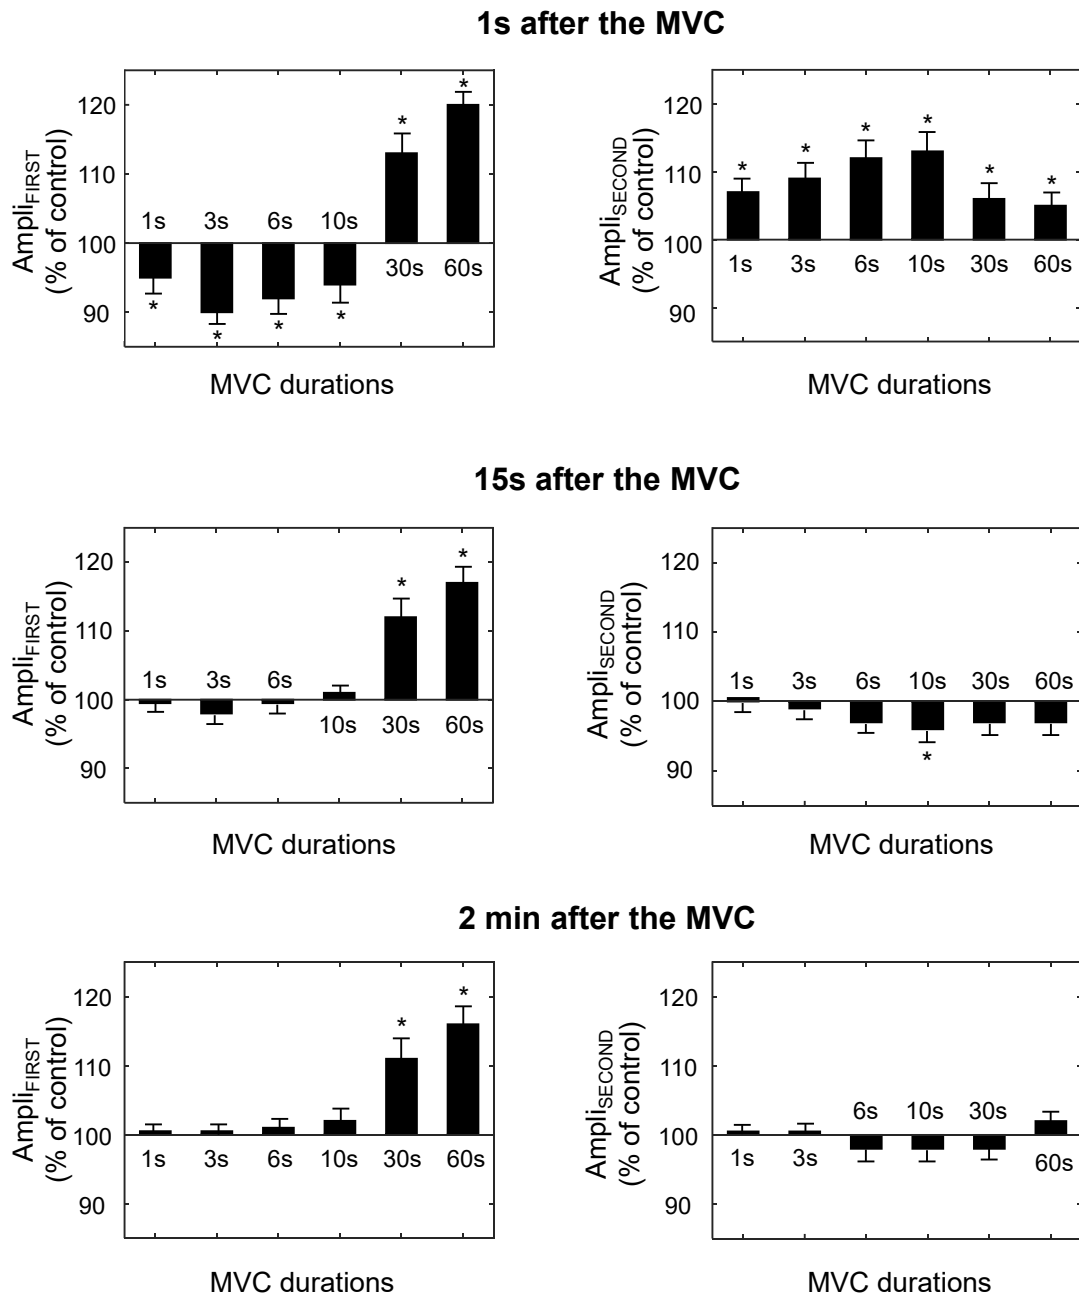 1s after the MVC
Ampli_FIRST
(% of control)
120
110
100
90
1s 3s 6s 10s
30s 60s
* * * * * *
MVC durations
Ampli_SECOND
(% of control)
120
110
100
90
* * * * * *
1s 3s 6s 10s 30s 60s
MVC durations
15s after the MVC
Ampli_FIRST
(% of control)
120
110
100
90
* *
1s 3s 6s
10s 30s 60s
MVC durations
Ampli_SECOND
(% of control)
120
110
100
90
1s 3s 6s 10s 30s 60s
*
MVC durations
2 min after the MVC
Ampli_FIRST
(% of control)
120
110
100
90
* *
1s 3s 6s 10s 30s 60s
MVC durations
Ampli_SECOND
(% of control)
120
110
100
90
6s 10s 30s
1s 3s 60s
MVC durations